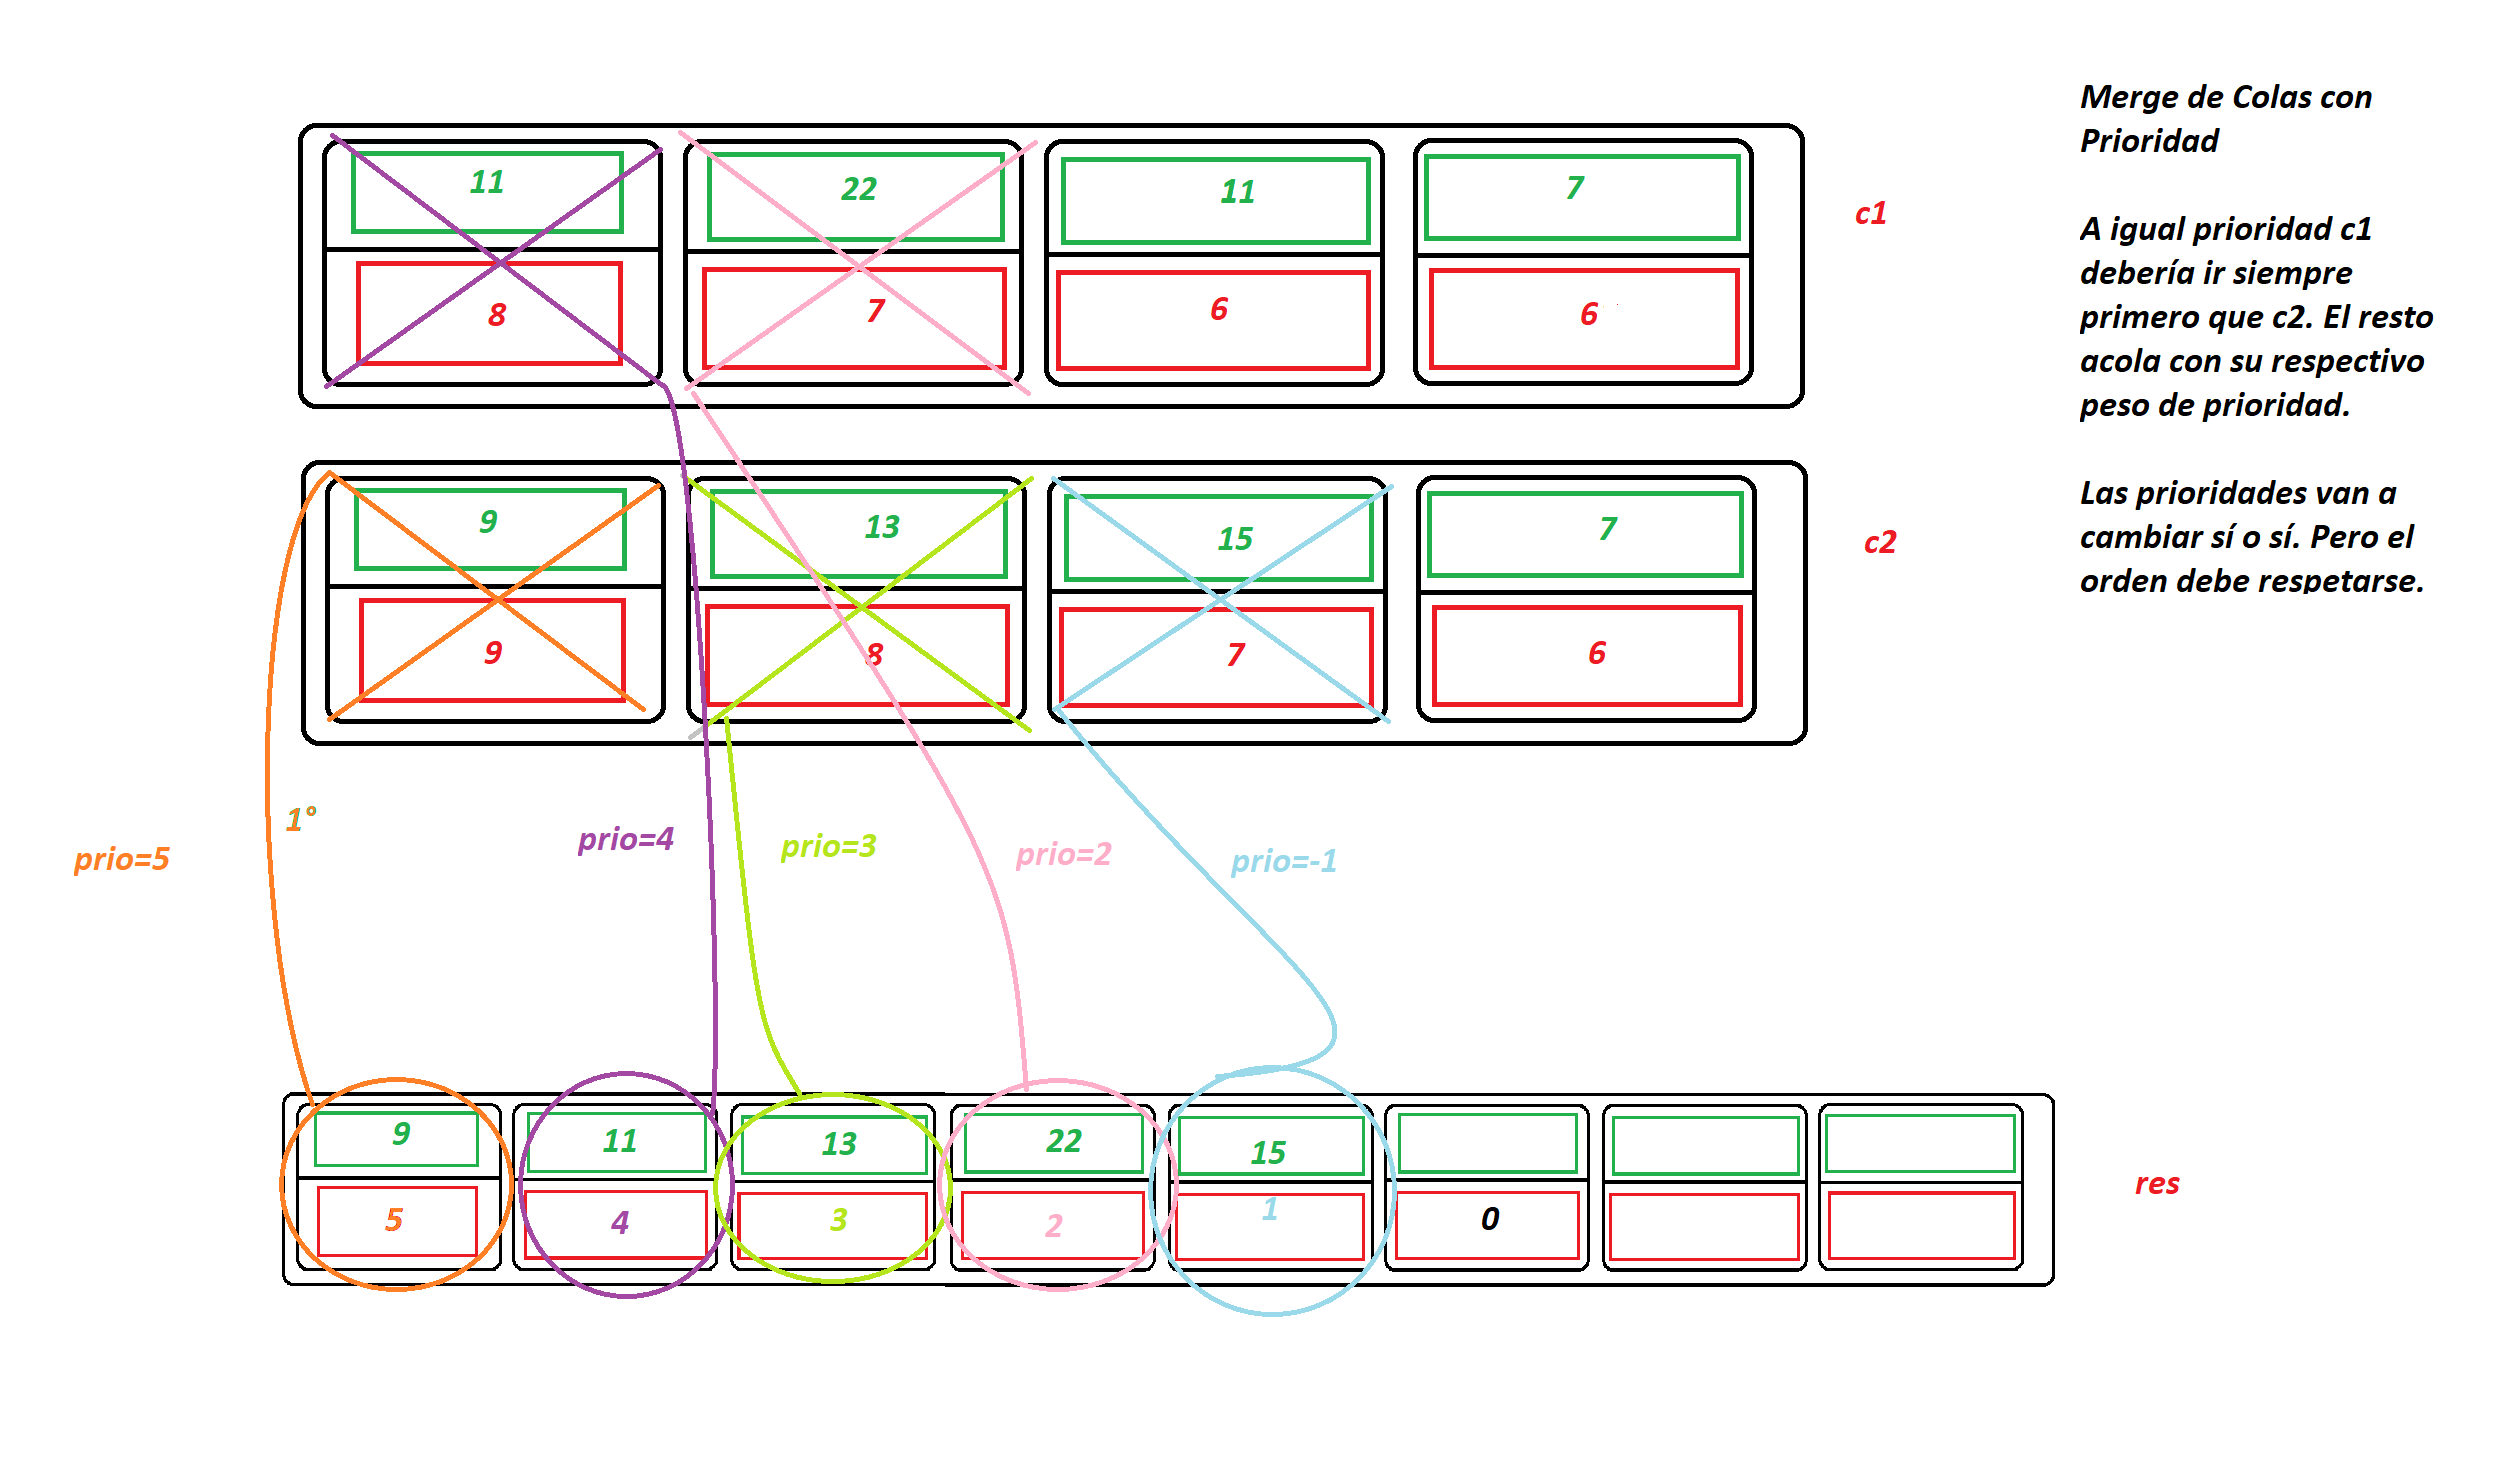 Merge de Colas con
Prioridad
A igual prioridad c1
debería ir siempre
primero que c2. El resto
acola con su respectivo
peso de prioridad.
Las prioridades van a
cambiar sí o sí. Pero el
orden debe respetarse.
11 22 11 7
8 7 6 6
c1
9 13 15 7
9 8 7 6
c2
1°
prio=5 prio=4 prio=3 prio=2 prio=-1
9 11 13 22 15
5 4 3 2 1 0
res